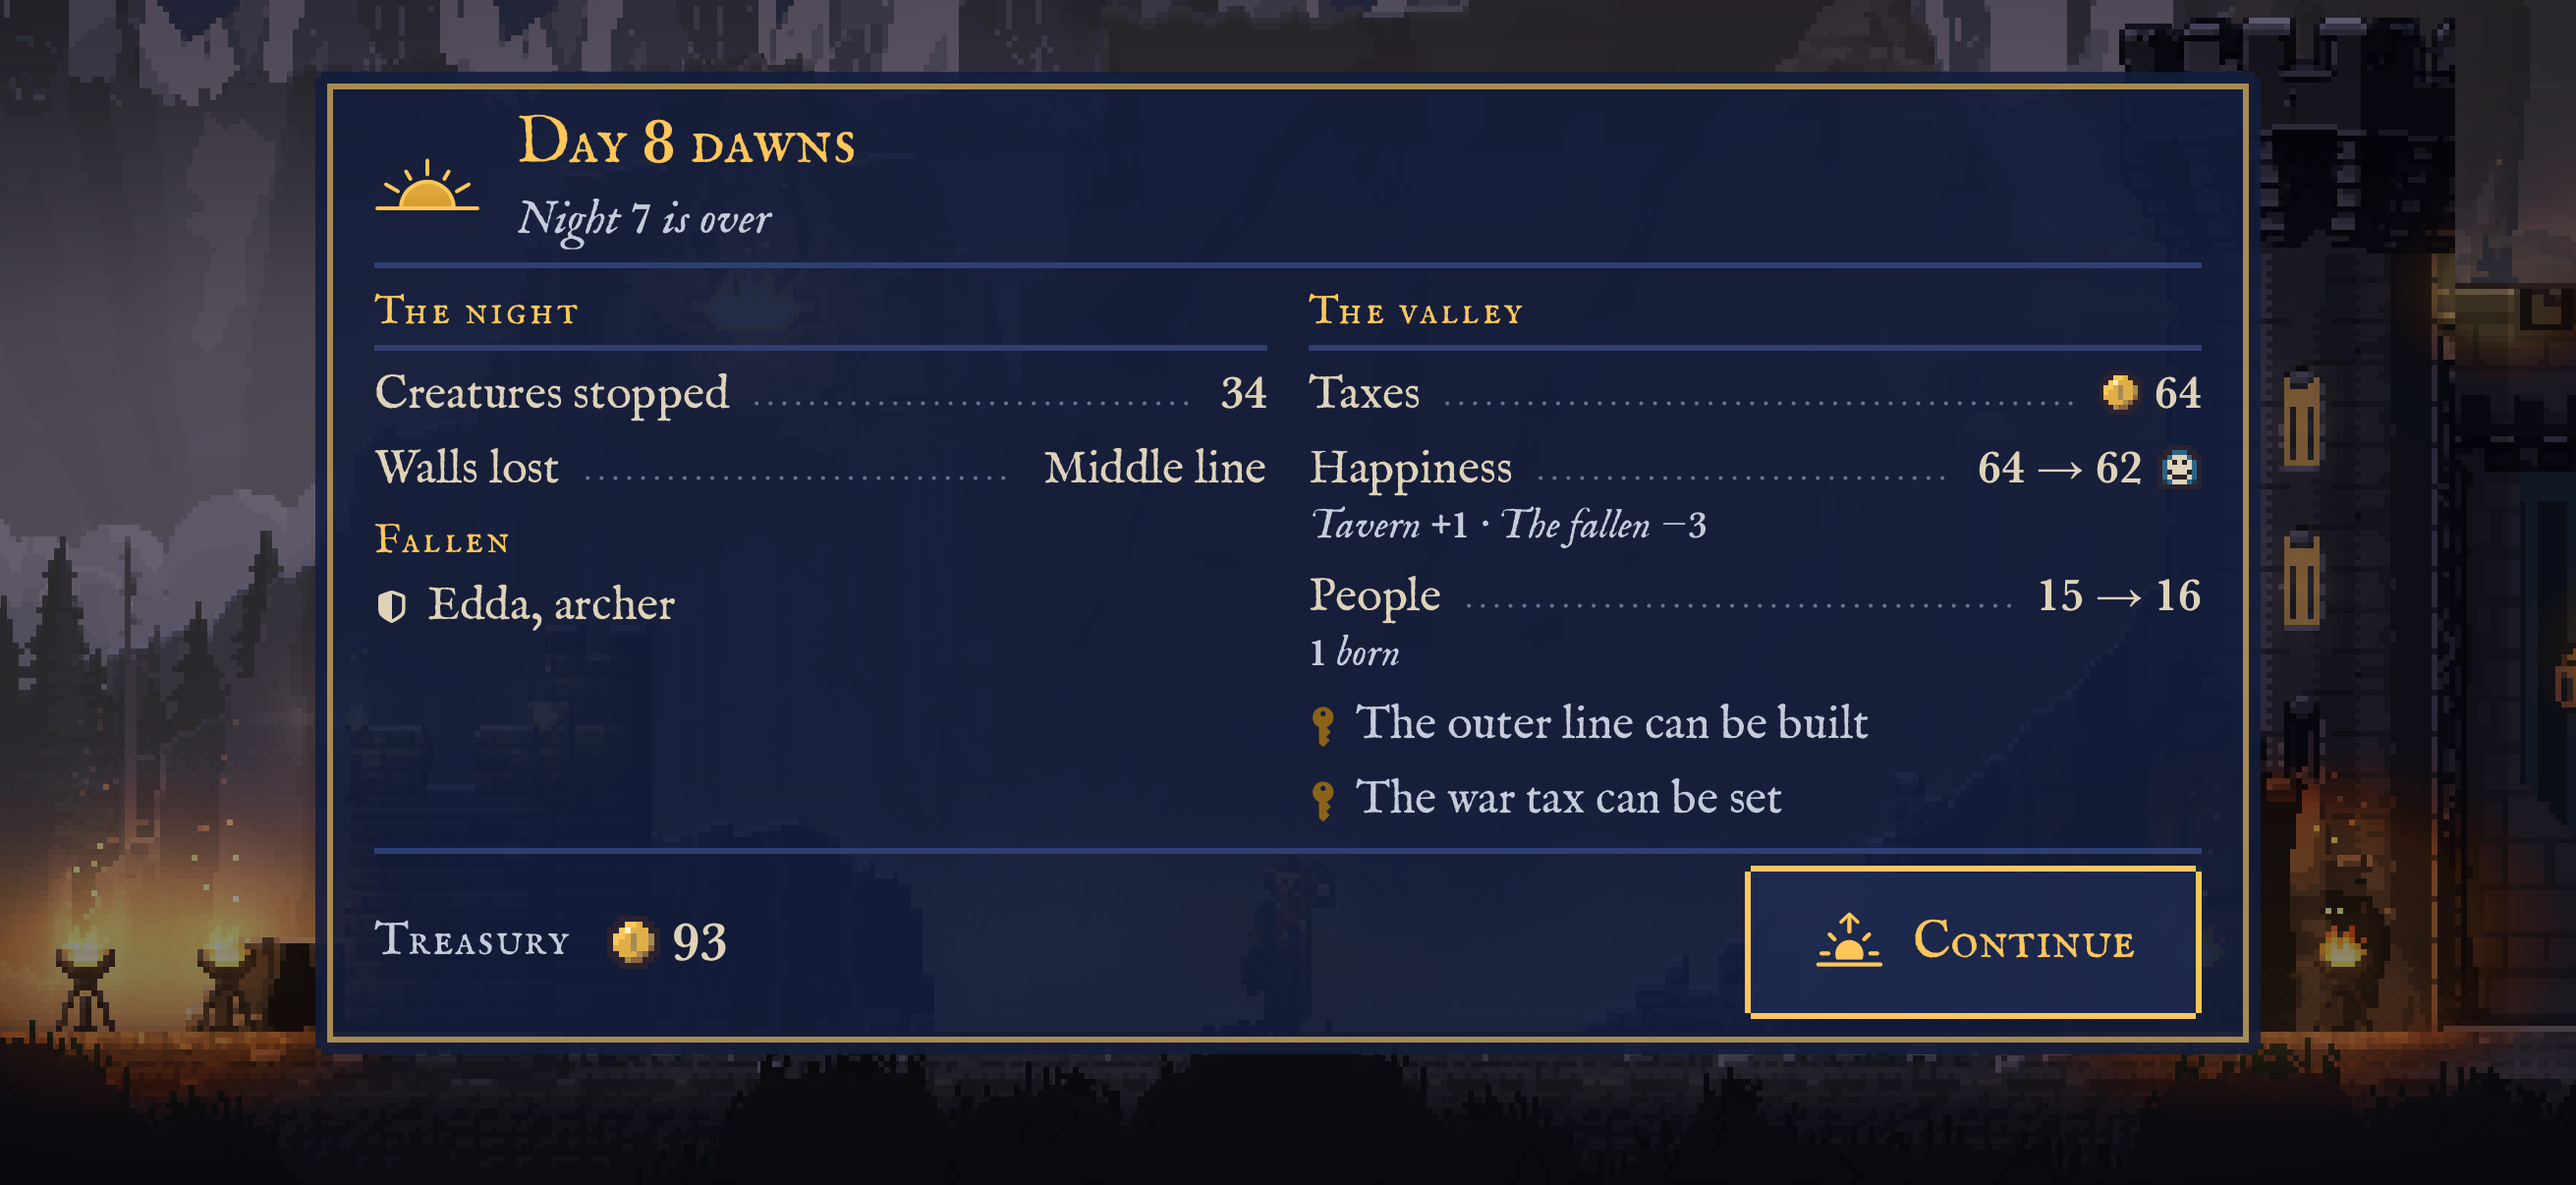 Day 8 dawns
Night 7 is over
The night
Creatures stopped 34
Walls lost Middle line
Fallen
Edda, archer
The valley
Taxes 64
Happiness 64 → 62
Tavern +1 · The fallen −3
People 15 → 16
1 born
The outer line can be built
The war tax can be set
Treasury 93
Continue